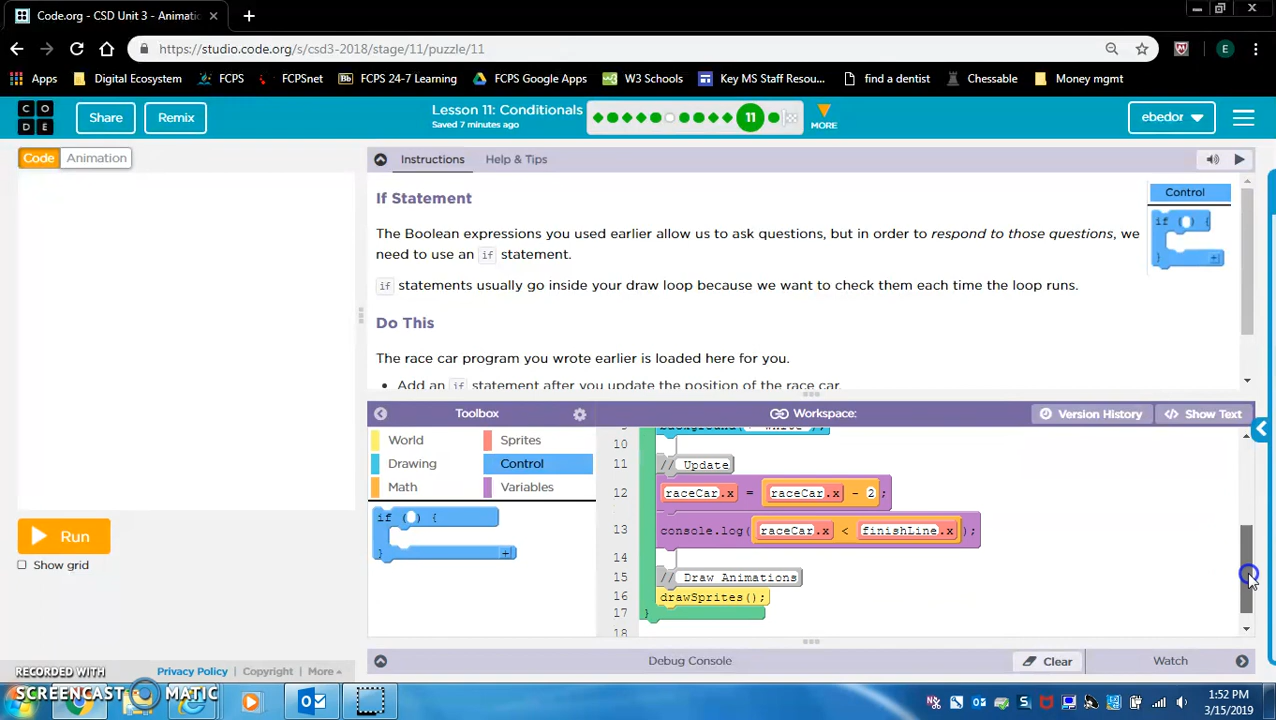 Code.org - CSD Unit 3 - Animatic
https://studio.code.org/s/csd3-2018/stage/11/puzzle/11
Apps Digital Ecosystem FCPS FCPSnet FCPS 24-7 Learning FCPS Google Apps W3 Schools Key MS Staff Resou... find a dentist Chessable Money mgmt
CODE Share Remix Lesson 11: Conditionals 11 MORE ebedor
Saved 7 minutes ago
Code Animation
Instructions Help & Tips
If Statement
Control
The Boolean expressions you used earlier allow us to ask questions, but in order to respond to those questions, we
need to use an if statement.
if ( ) {
}
if statements usually go inside your draw loop because we want to check them each time the loop runs.
Do This
The race car program you wrote earlier is loaded here for you.
Add an if statement after you update the position of the race car.
Toolbox Workspace: Version History Show Text
World Sprites
Drawing Control
Math Variables
if ( ) {
}
10
11 // Update
12 raceCar.x = raceCar.x - 2;
13 console.log( raceCar.x < finishLine.x );
14
15 // Draw Animations
16 drawSprites();
17 }
18
Run
Show grid
Privacy Policy | Copyright | More
Debug Console Clear Watch
RECORDED WITH
SCREENCAST MATIC
1:52 PM
3/15/2019